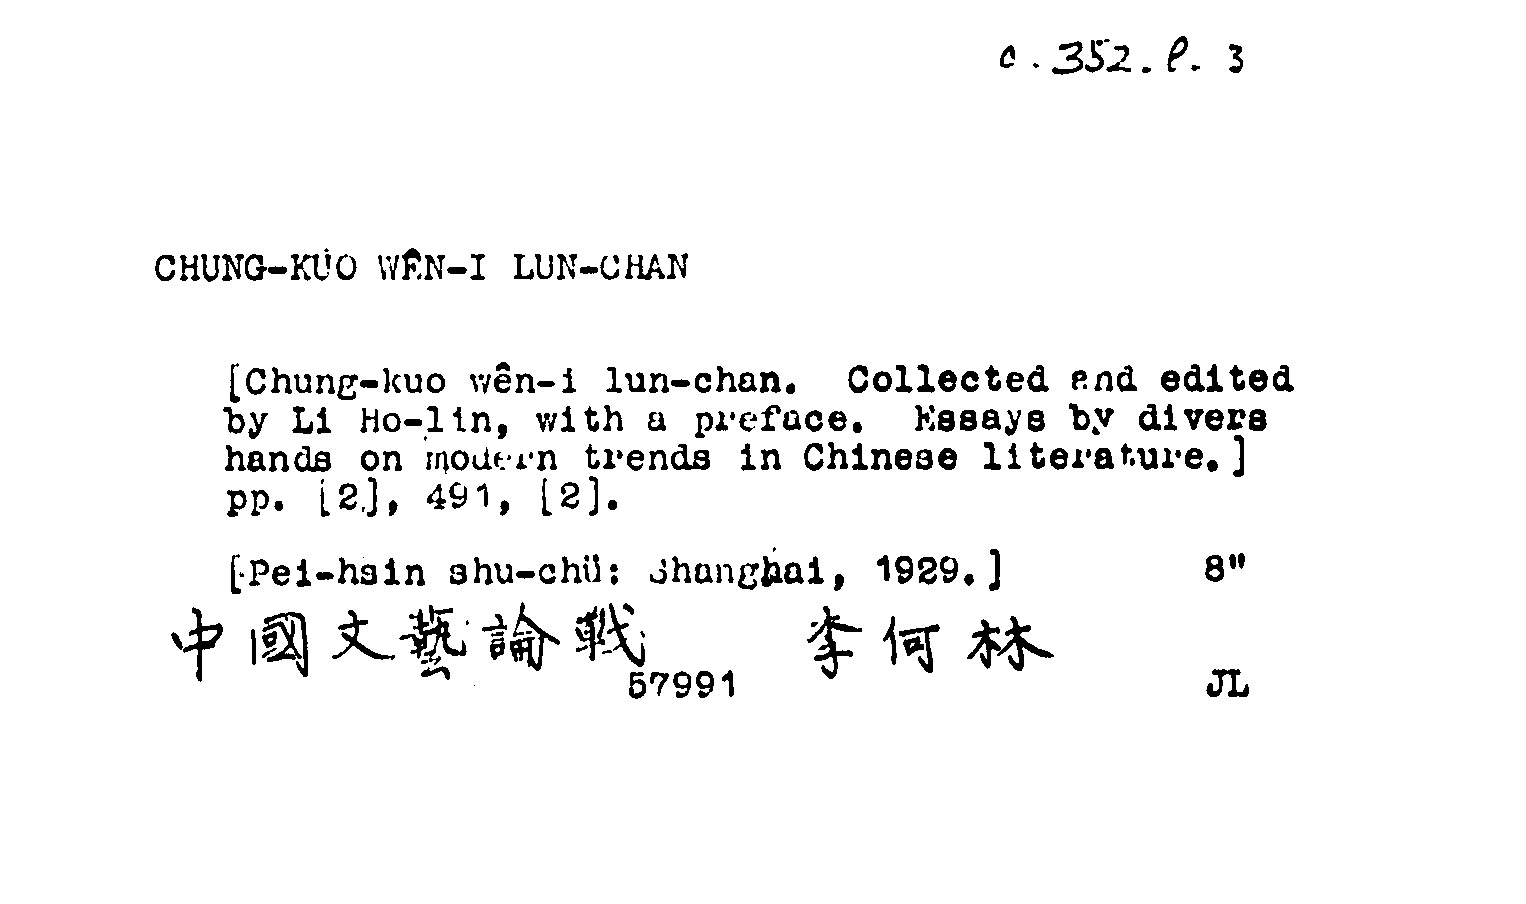 c. 352. l. 3
CHUNG-KUO WÊN-I LUN-CHAN
[Chung-kuo wên-i lun-chan. Collected and edited
by Li Ho-lin, with a preface. Essays by divers
hands on modern trends in Chinese literature.]
pp. [2], 491, [2].
[Pei-hsin shu-chü: Shanghai, 1929.] 8"
中國文藝論戰 李何林
57991 JL